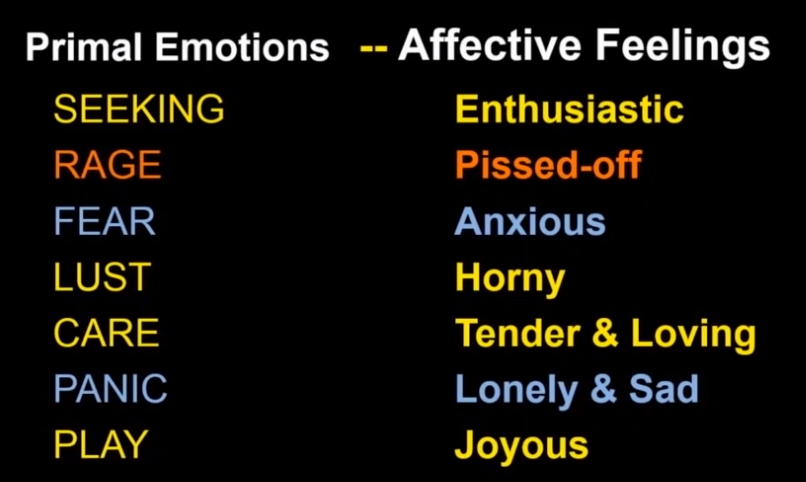 Primal Emotions -- Affective Feelings
SEEKING Enthusiastic
RAGE Pissed-off
FEAR Anxious
LUST Horny
CARE Tender & Loving
PANIC Lonely & Sad
PLAY Joyous